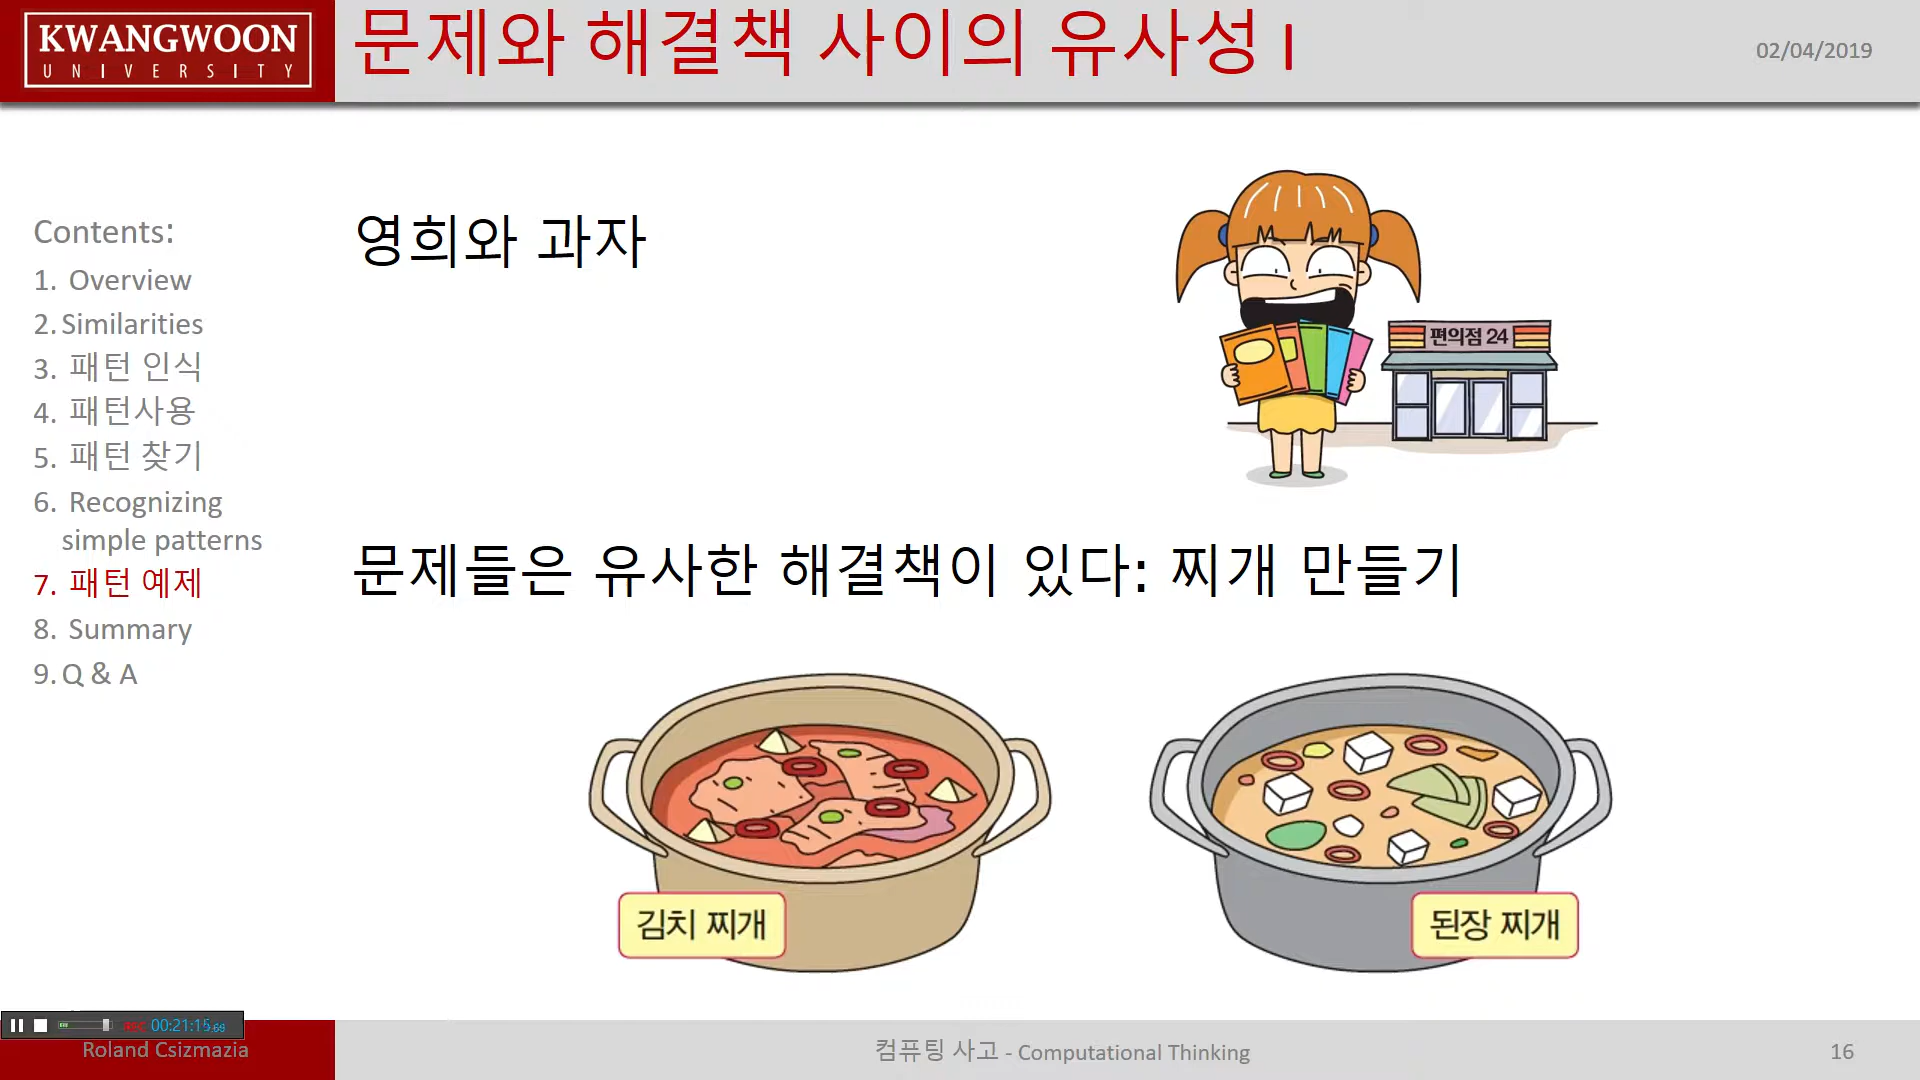 KWANGWOON
UNIVERSITY
문제와 해결책 사이의 유사성 I
02/04/2019
Contents:
1. Overview
2. Similarities
3. 패턴 인식
4. 패턴사용
5. 패턴 찾기
6. Recognizing
simple patterns
7. 패턴 예제
8. Summary
9. Q & A
영희와 과자
편의점 24
문제들은 유사한 해결책이 있다: 찌개 만들기
김치 찌개
된장 찌개
REC 00:21:15.69
Roland Csizmazia
컴퓨팅 사고 - Computational Thinking
16